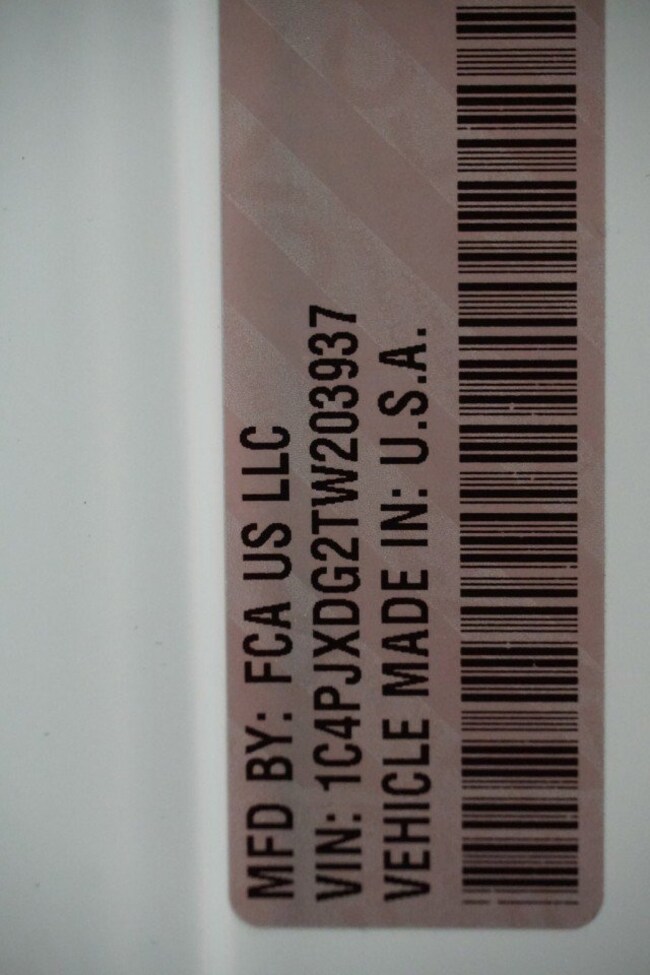 MFD BY: FCA US LLC
VIN: 1C4PJXDG2TW203937
VEHICLE MADE IN: U.S.A.